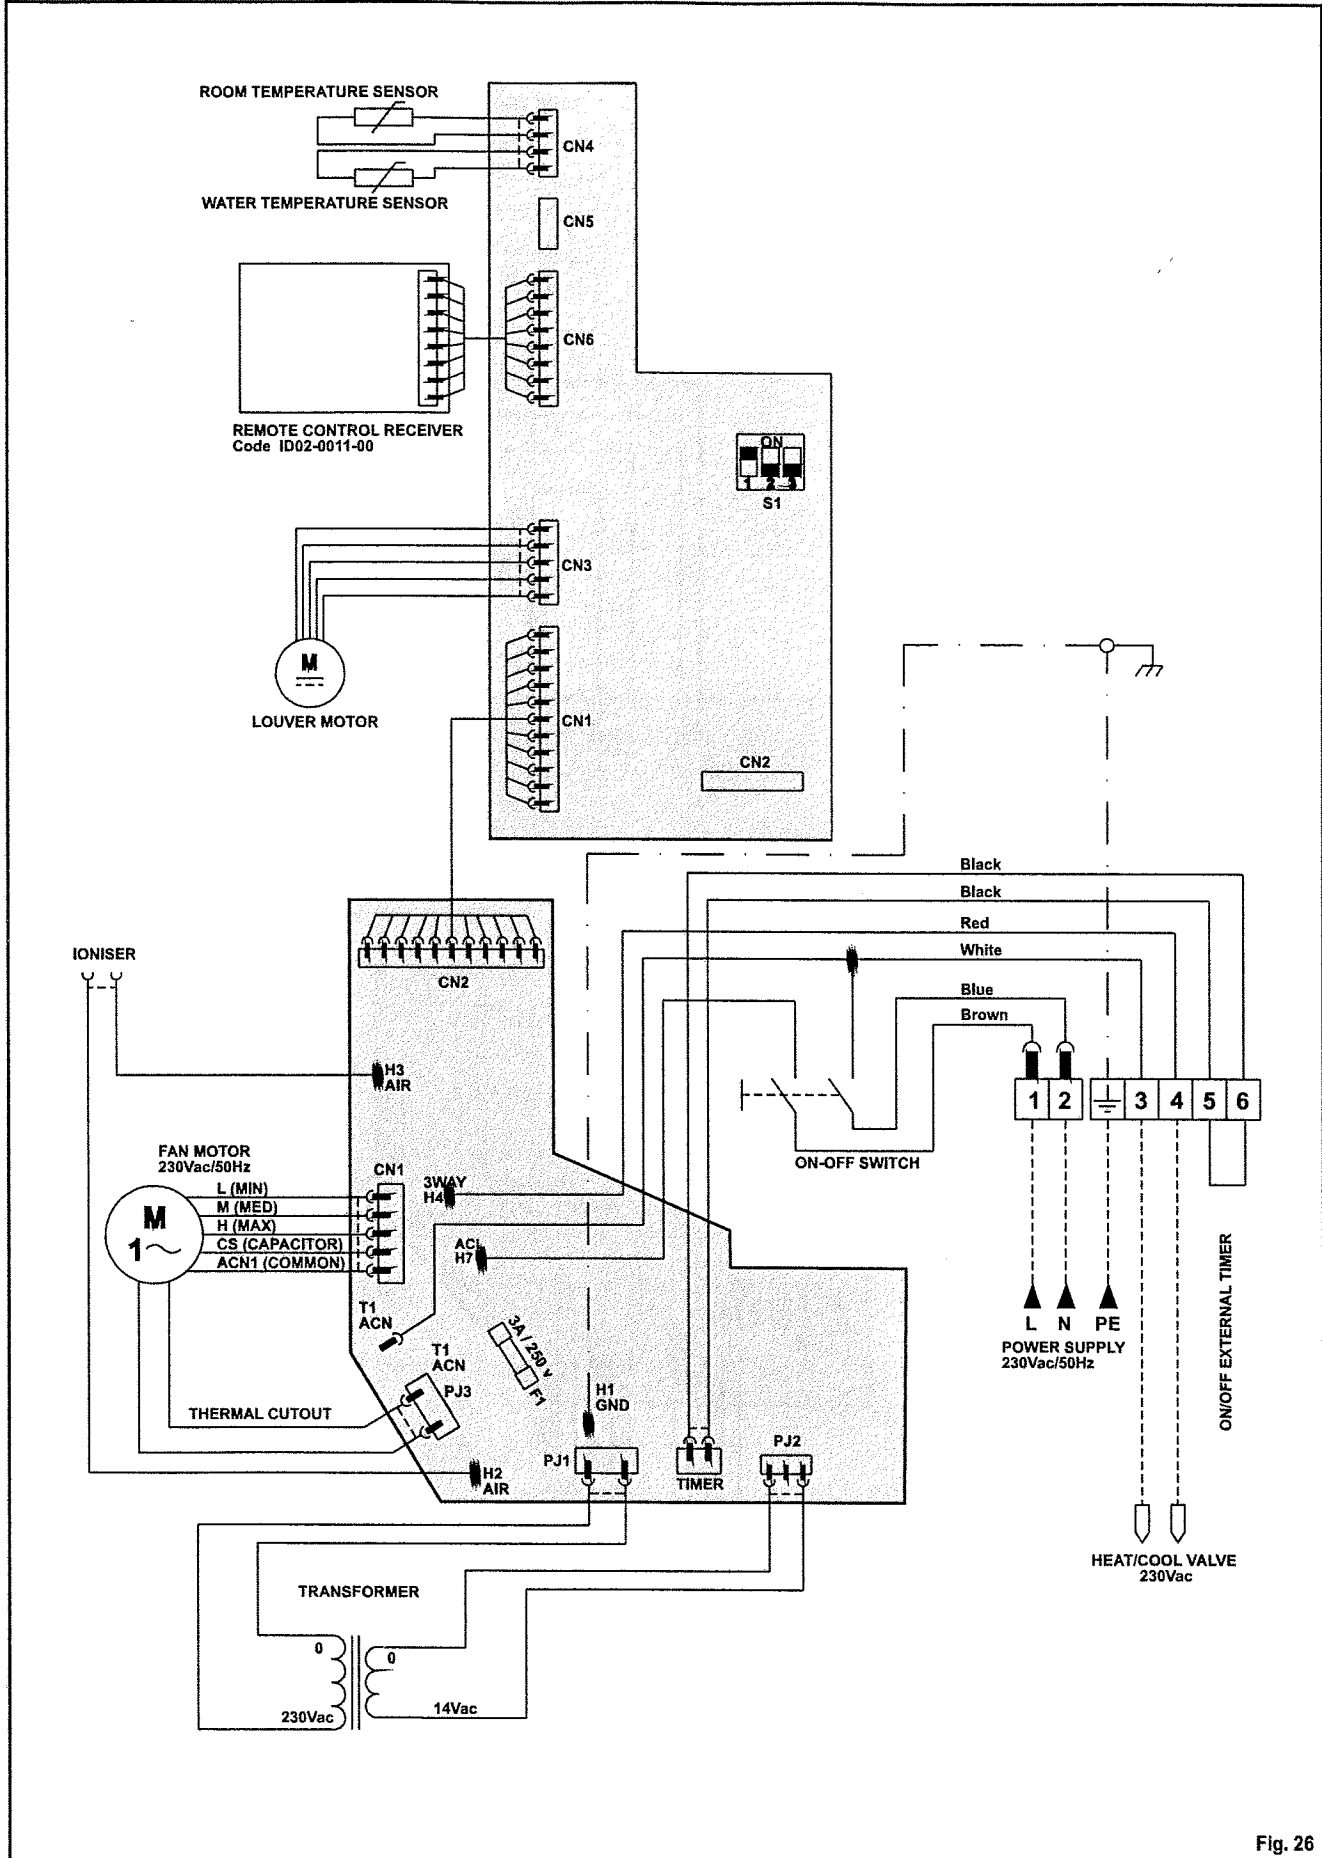 ROOM TEMPERATURE SENSOR
CN4
WATER TEMPERATURE SENSOR
CN5
CN6
REMOTE CONTROL RECEIVER
Code ID02-0011-00
ON
1 2 3
S1
CN3
M
LOUVER MOTOR
CN1
CN2
Black
Black
Red
White
Blue
Brown
IONISER
CN2
H3
AIR
1 2 3 4 5 6
ON-OFF SWITCH
FAN MOTOR
230Vac/50Hz
CN1
L (MIN)
M (MED)
H (MAX)
CS (CAPACITOR)
ACN1 (COMMON)
M
1~
3WAY
H4
ACL
H7
T1
ACN
T1
ACN
PJ3
3A / 250 v
F1
H1
GND
L N PE
POWER SUPPLY
230Vac/50Hz
ON/OFF EXTERNAL TIMER
THERMAL CUTOUT
H2
AIR
PJ1
TIMER
PJ2
HEAT/COOL VALVE
230Vac
TRANSFORMER
0
0
230Vac
14Vac
Fig. 26